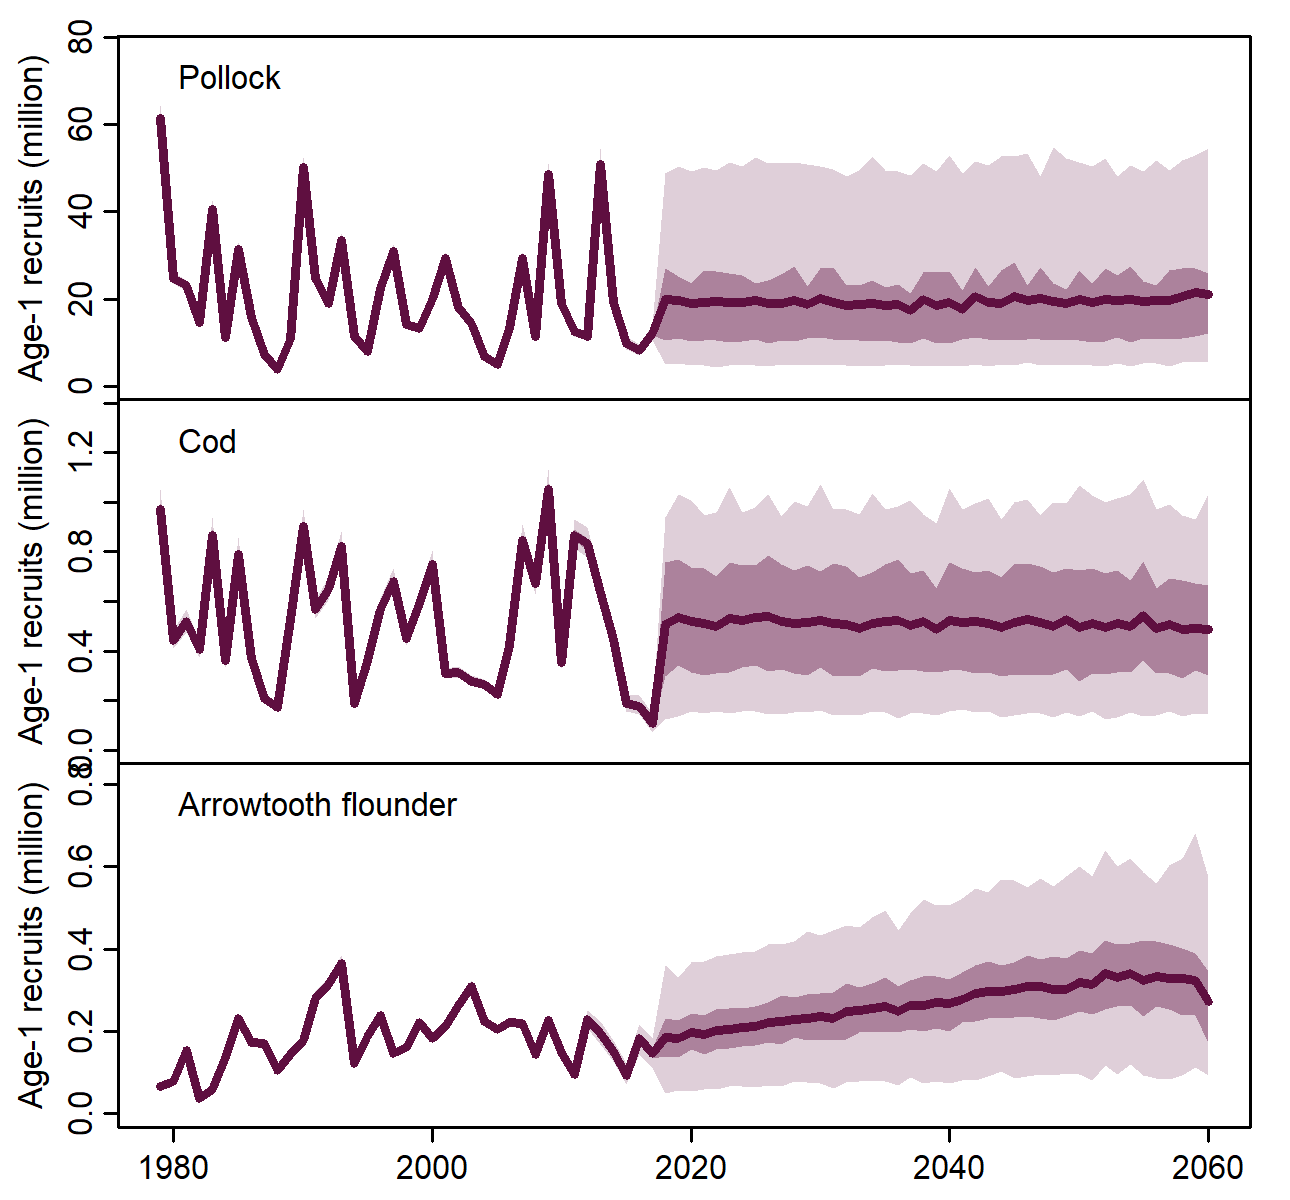 Age-1 recruits (million)
0 20 40 60 80
Pollock
Age-1 recruits (million)
0.0 0.4 0.8 1.2
Cod
Age-1 recruits (million)
0.0 0.2 0.4 0.6 0.8
Arrowtooth flounder
1980 2000 2020 2040 2060